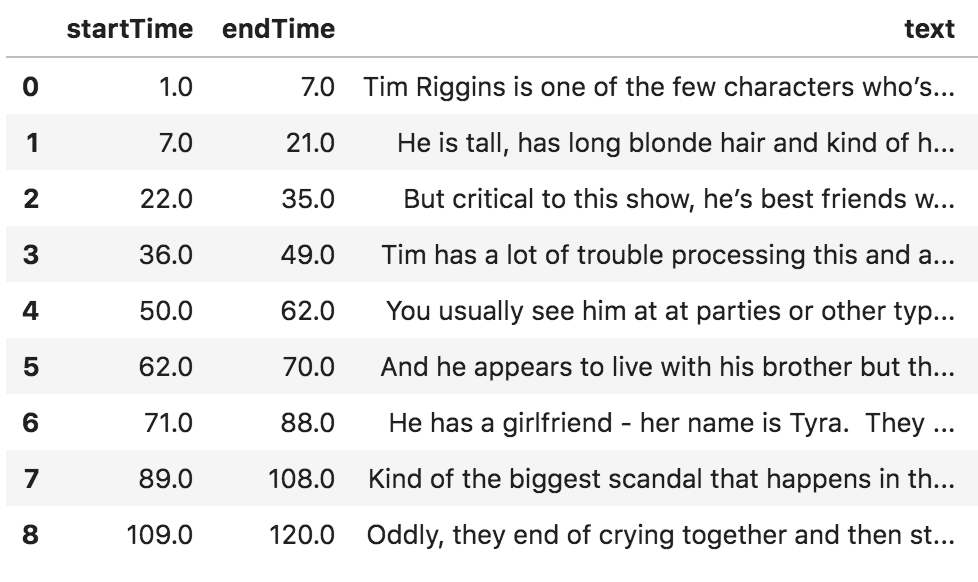 startTime endTime text
0 1.0 7.0 Tim Riggins is one of the few characters who’s...
1 7.0 21.0 He is tall, has long blonde hair and kind of h...
2 22.0 35.0 But critical to this show, he’s best friends w...
3 36.0 49.0 Tim has a lot of trouble processing this and a...
4 50.0 62.0 You usually see him at at parties or other typ...
5 62.0 70.0 And he appears to live with his brother but th...
6 71.0 88.0 He has a girlfriend - her name is Tyra.  They ...
7 89.0 108.0 Kind of the biggest scandal that happens in th...
8 109.0 120.0 Oddly, they end of crying together and then st...